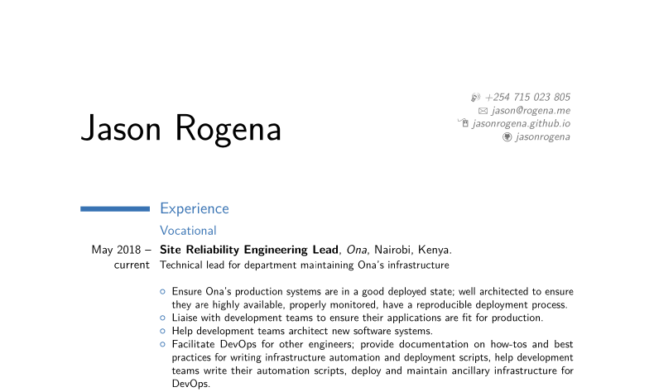 +254 715 023 805
jason@rogena.me
jasonrogena.github.io
jasonrogena
Jason Rogena
Experience
Vocational
May 2018 – current
Site Reliability Engineering Lead, Ona, Nairobi, Kenya.
Technical lead for department maintaining Ona's infrastructure
Ensure Ona's production systems are in a good deployed state; well architected to ensure
they are highly available, properly monitored, have a reproducible deployment process.
Liaise with development teams to ensure their applications are fit for production.
Help development teams architect new software systems.
Facilitate DevOps for other engineers; provide documentation on how-tos and best
practices for writing infrastructure automation and deployment scripts, help development
teams write their automation scripts, deploy and maintain ancillary infrastructure for
DevOps.